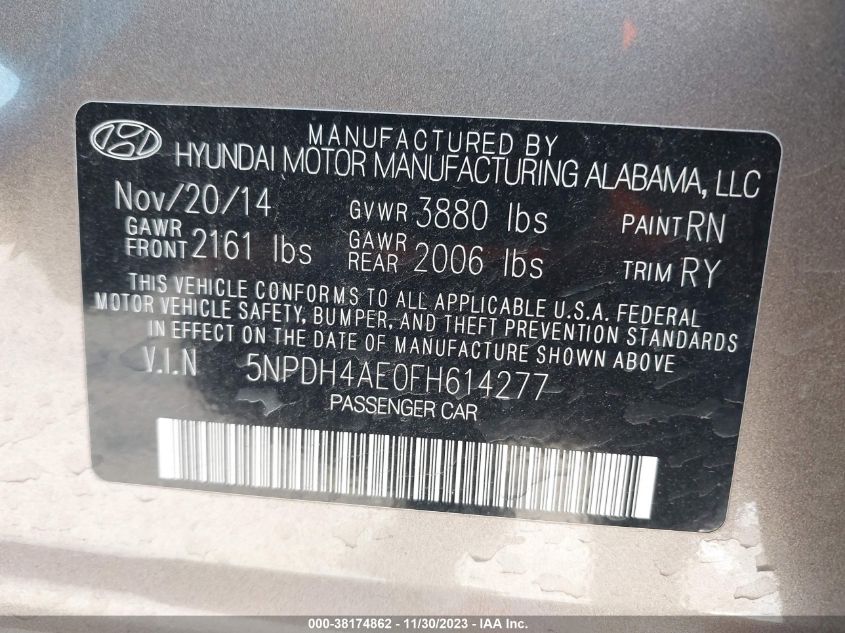 MANUFACTURED BY
HYUNDAI MOTOR MANUFACTURING ALABAMA, LLC
Nov/20/14 GVWR 3880 lbs PAINT RN
GAWR FRONT 2161 lbs GAWR REAR 2006 lbs TRIM RY
THIS VEHICLE CONFORMS TO ALL APPLICABLE U.S.A. FEDERAL
MOTOR VEHICLE SAFETY, BUMPER, AND THEFT PREVENTION STANDARDS
IN EFFECT ON THE DATE OF MANUFACTURE SHOWN ABOVE
V.I.N 5NPDH4AE0FH614277
PASSENGER CAR
000-38174862 - 11/30/2023 - IAA Inc.